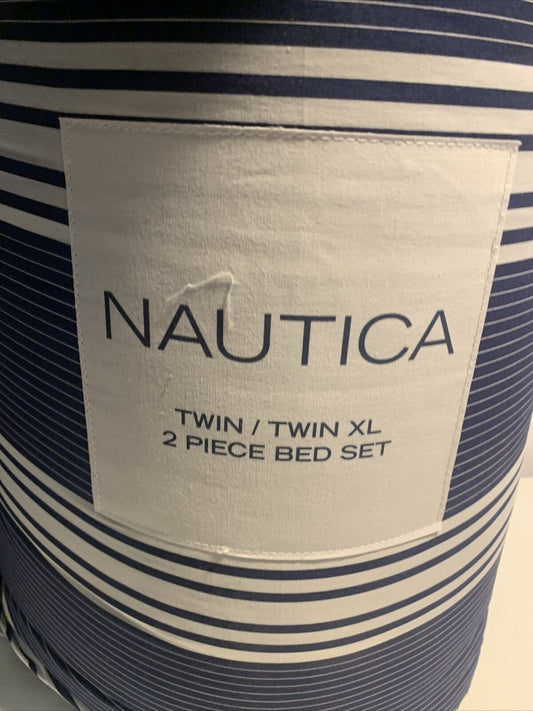 NAUTICA
TWIN / TWIN XL
2 PIECE BED SET